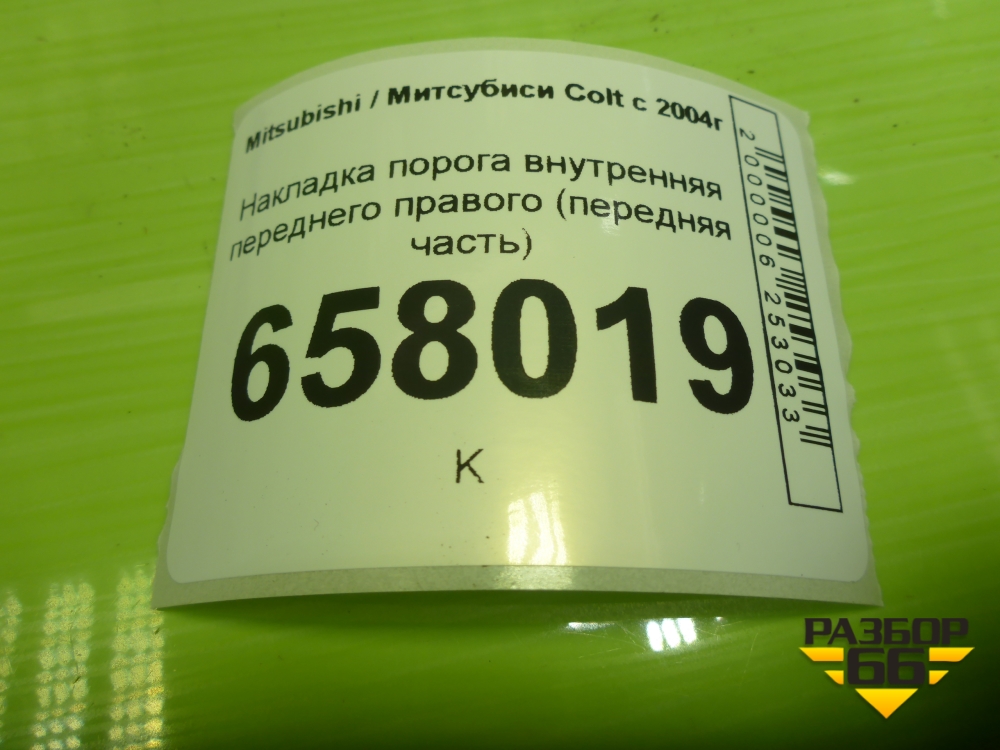 Mitsubishi / Митсубиси Colt с 2004г
Накладка порога внутренняя
переднего правого (передняя
часть)
658019
К
2000006253033
РАЗБОР
66